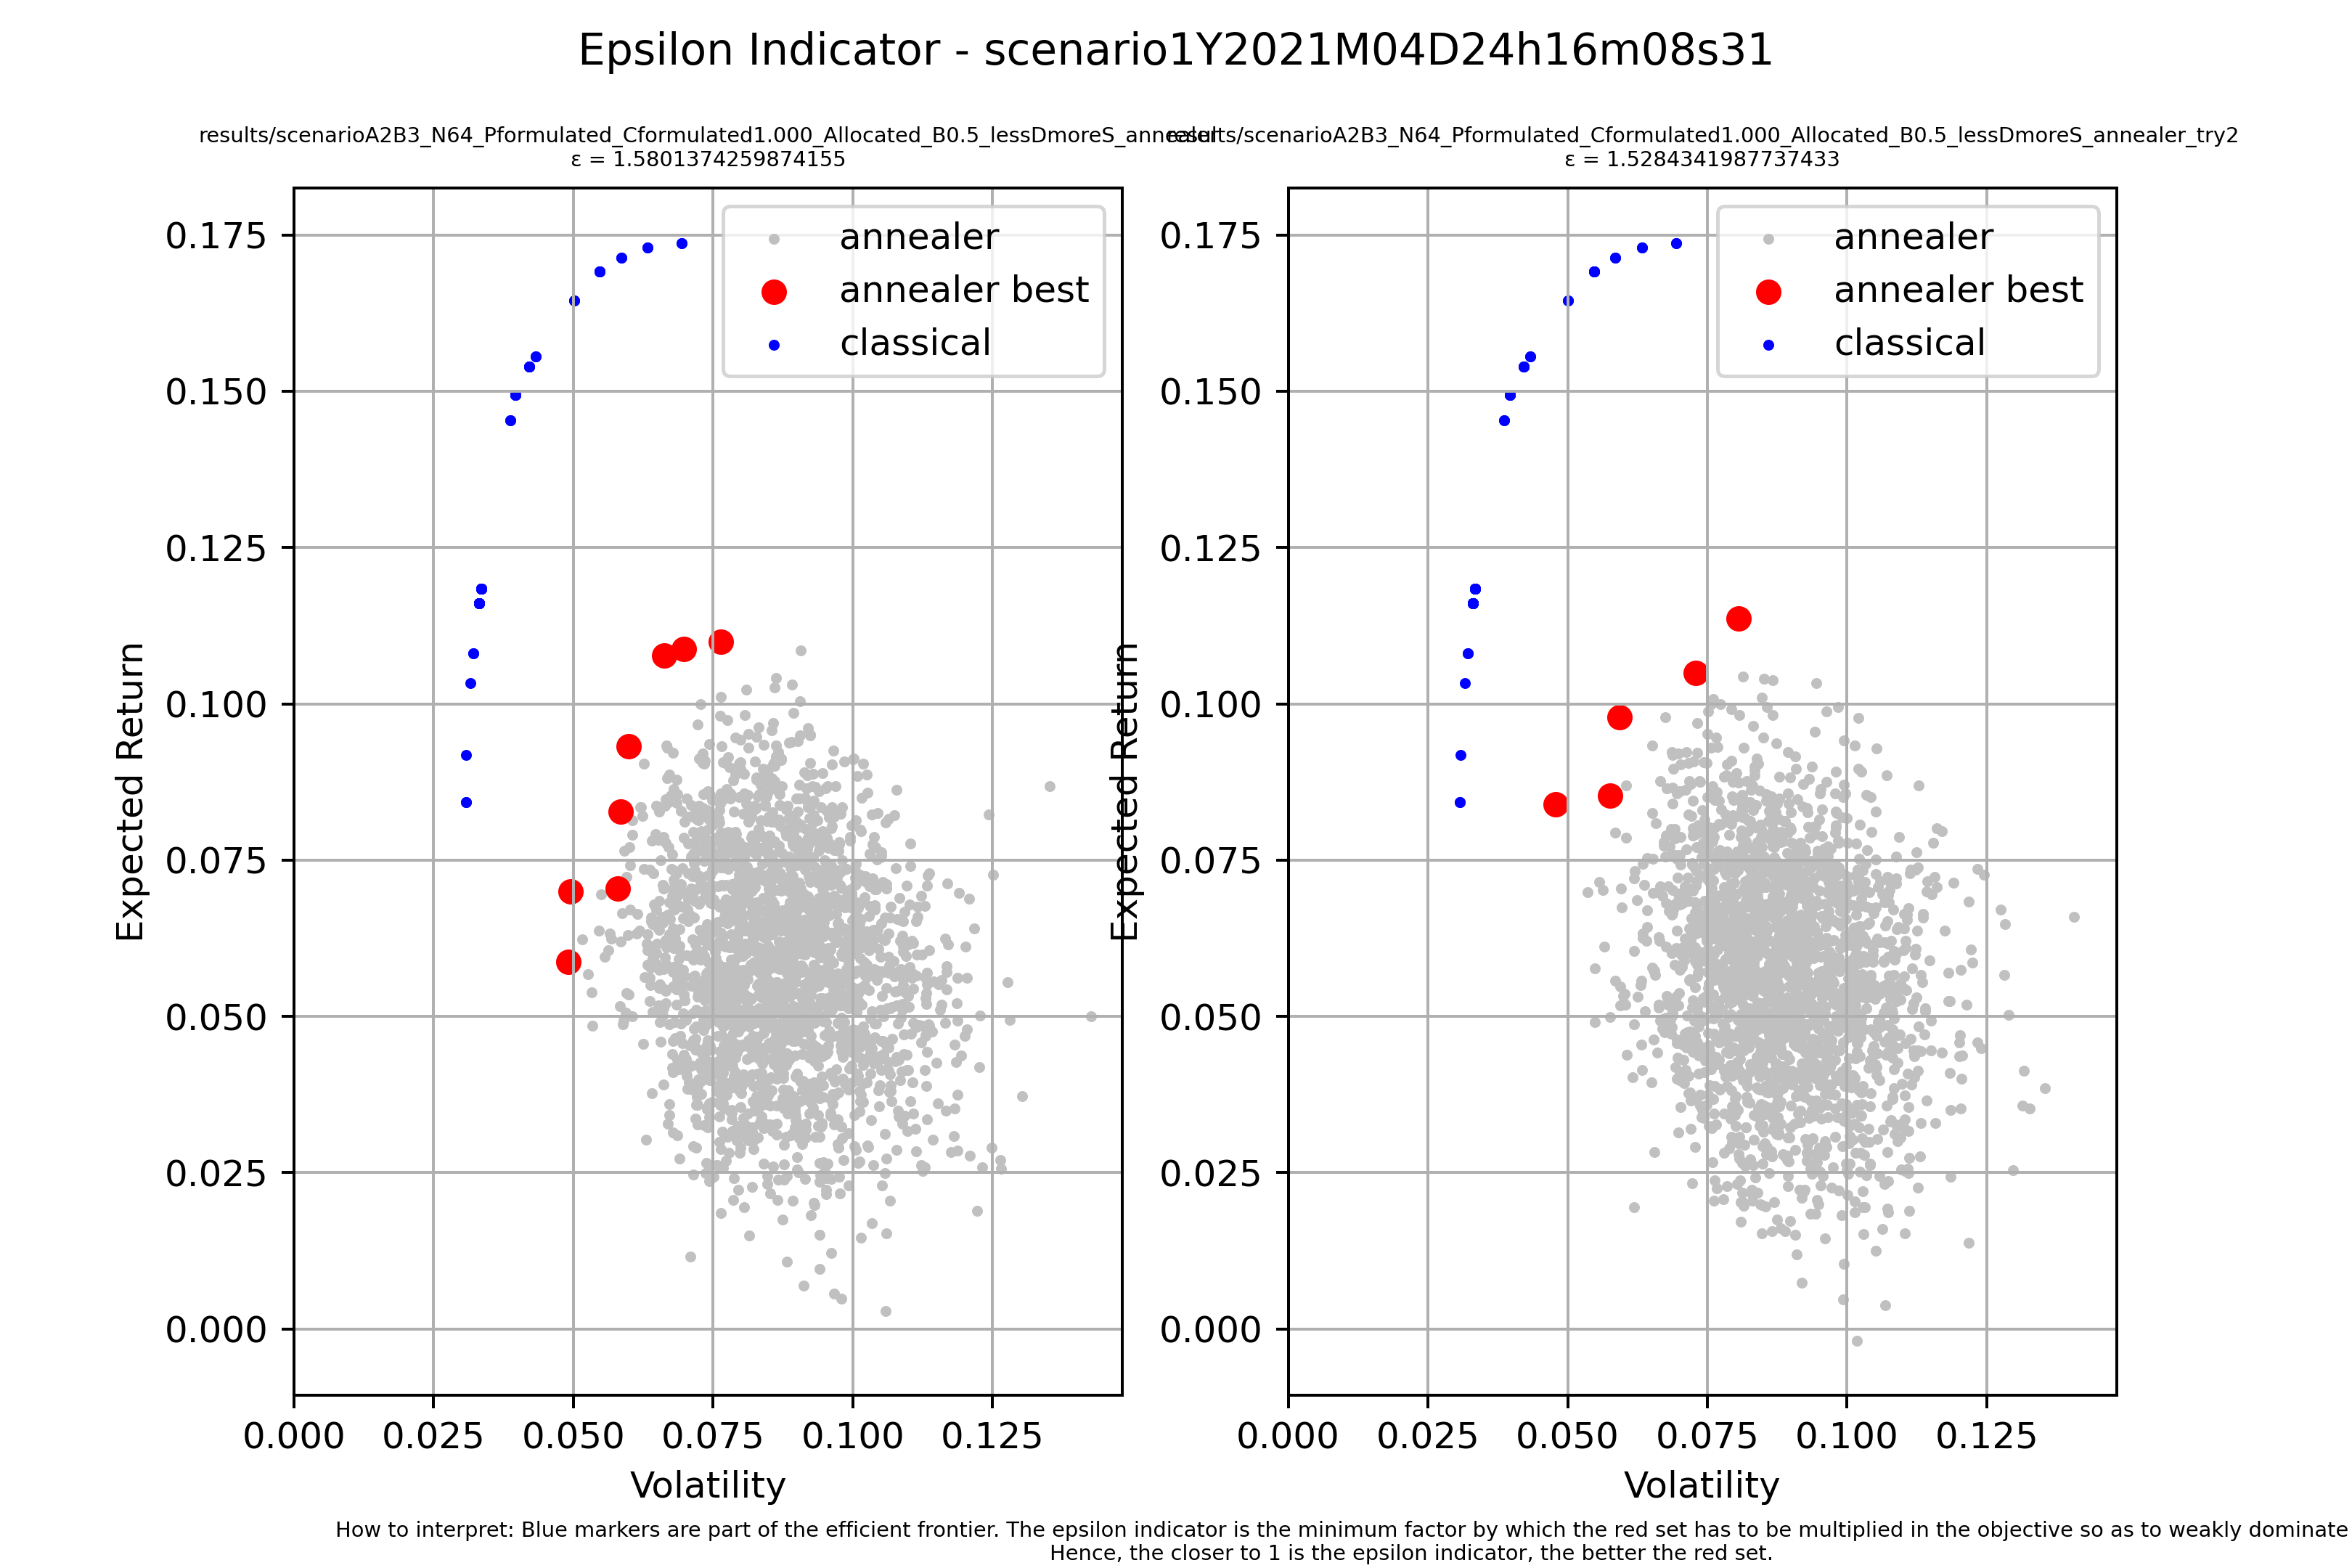 Epsilon Indicator - scenario1Y2021M04D24h16m08s31
results/scenarioA2B3_N64_Pformulated_Cformulated1.000_Allocated_B0.5_lessDmoreS_annealer
ε = 1.5801374259874155
0.175
0.150
0.125
0.100
0.075
0.050
0.025
0.000
Expected Return
annealer
annealer best
classical
0.000 0.025 0.050 0.075 0.100 0.125
Volatility
results/scenarioA2B3_N64_Pformulated_Cformulated1.000_Allocated_B0.5_lessDmoreS_annealer_try2
ε = 1.5284341987737433
0.175
0.150
0.125
0.100
0.075
0.050
0.025
0.000
Expected Return
annealer
annealer best
classical
0.000 0.025 0.050 0.075 0.100 0.125
Volatility
How to interpret: Blue markers are part of the efficient frontier. The epsilon indicator is the minimum factor by which the red set has to be multiplied in the objective so as to weakly dominate
Hence, the closer to 1 is the epsilon indicator, the better the red set.